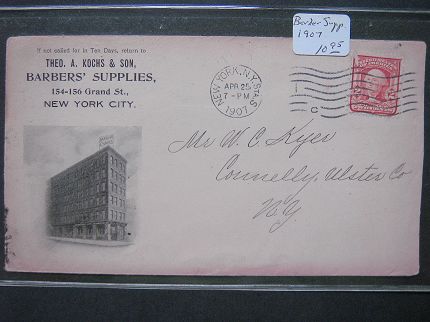 Barber Supp.
1907
10.95
If not called for in Ten Days, return to
THEO. A. KOCHS & SON,
BARBERS' SUPPLIES,
154-156 Grand St.,
NEW YORK CITY.
NEW YORK, N.Y. STA. S
APR 25
7-PM
1907
C
Mr W. C. Kyer
Connelly, Ulster Co
N.Y.